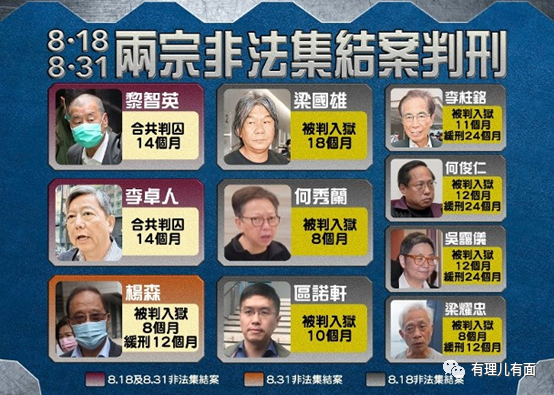 8·18
8·31
兩宗非法集結案判刑
黎智英
合共判囚
14個月
梁國雄
被判入獄
18個月
李柱銘
被判入獄
11個月
緩刑24個月
何俊仁
被判入獄
12個月
緩刑24個月
李卓人
合共判囚
14個月
何秀蘭
被判入獄
8個月
吳靄儀
被判入獄
12個月
緩刑24個月
楊森
被判入獄
8個月
緩刑12個月
區諾軒
被判入獄
10個月
梁耀忠
被判入獄
8個月
緩刑12個月
8.18及8.31非法集結案
8.31非法集結案
8.18非法集結案
有理儿有面